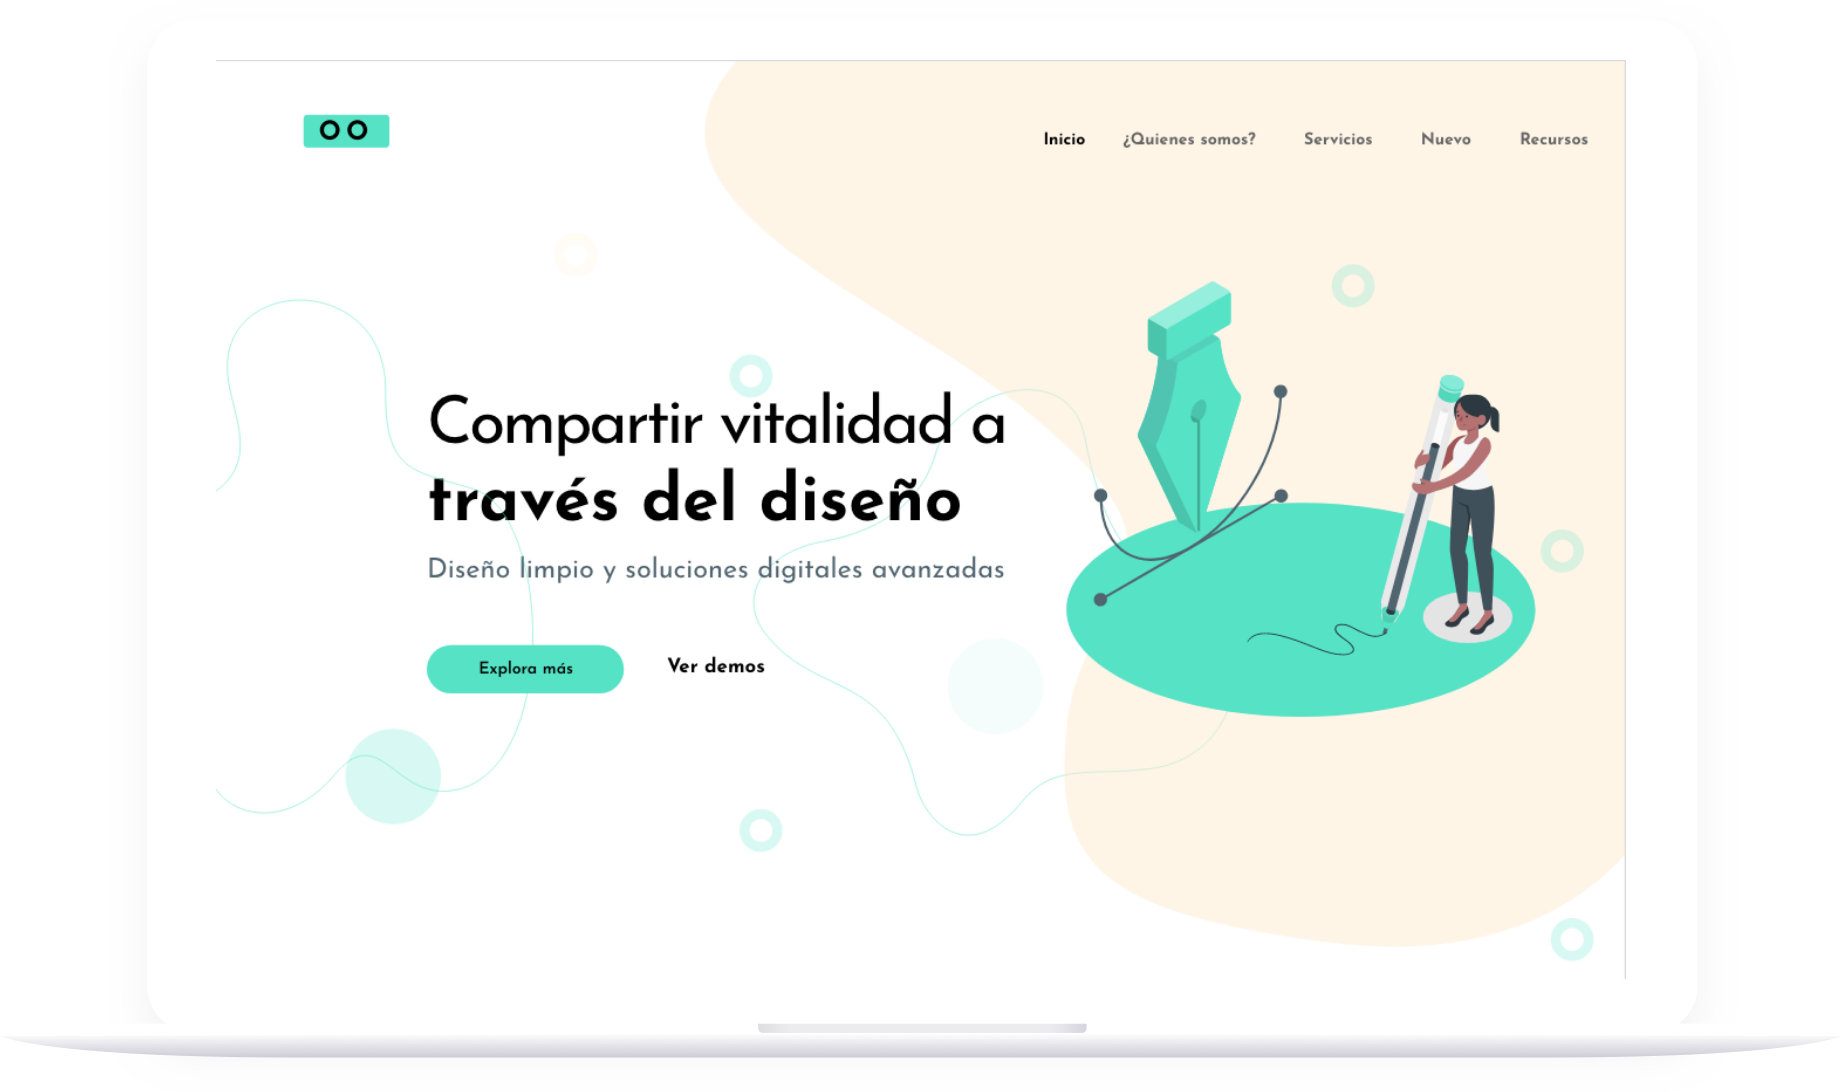 OO
Inicio ¿Quienes somos? Servicios Nuevo Recursos
Compartir vitalidad a
través del diseño
Diseño limpio y soluciones digitales avanzadas
Explora más Ver demos